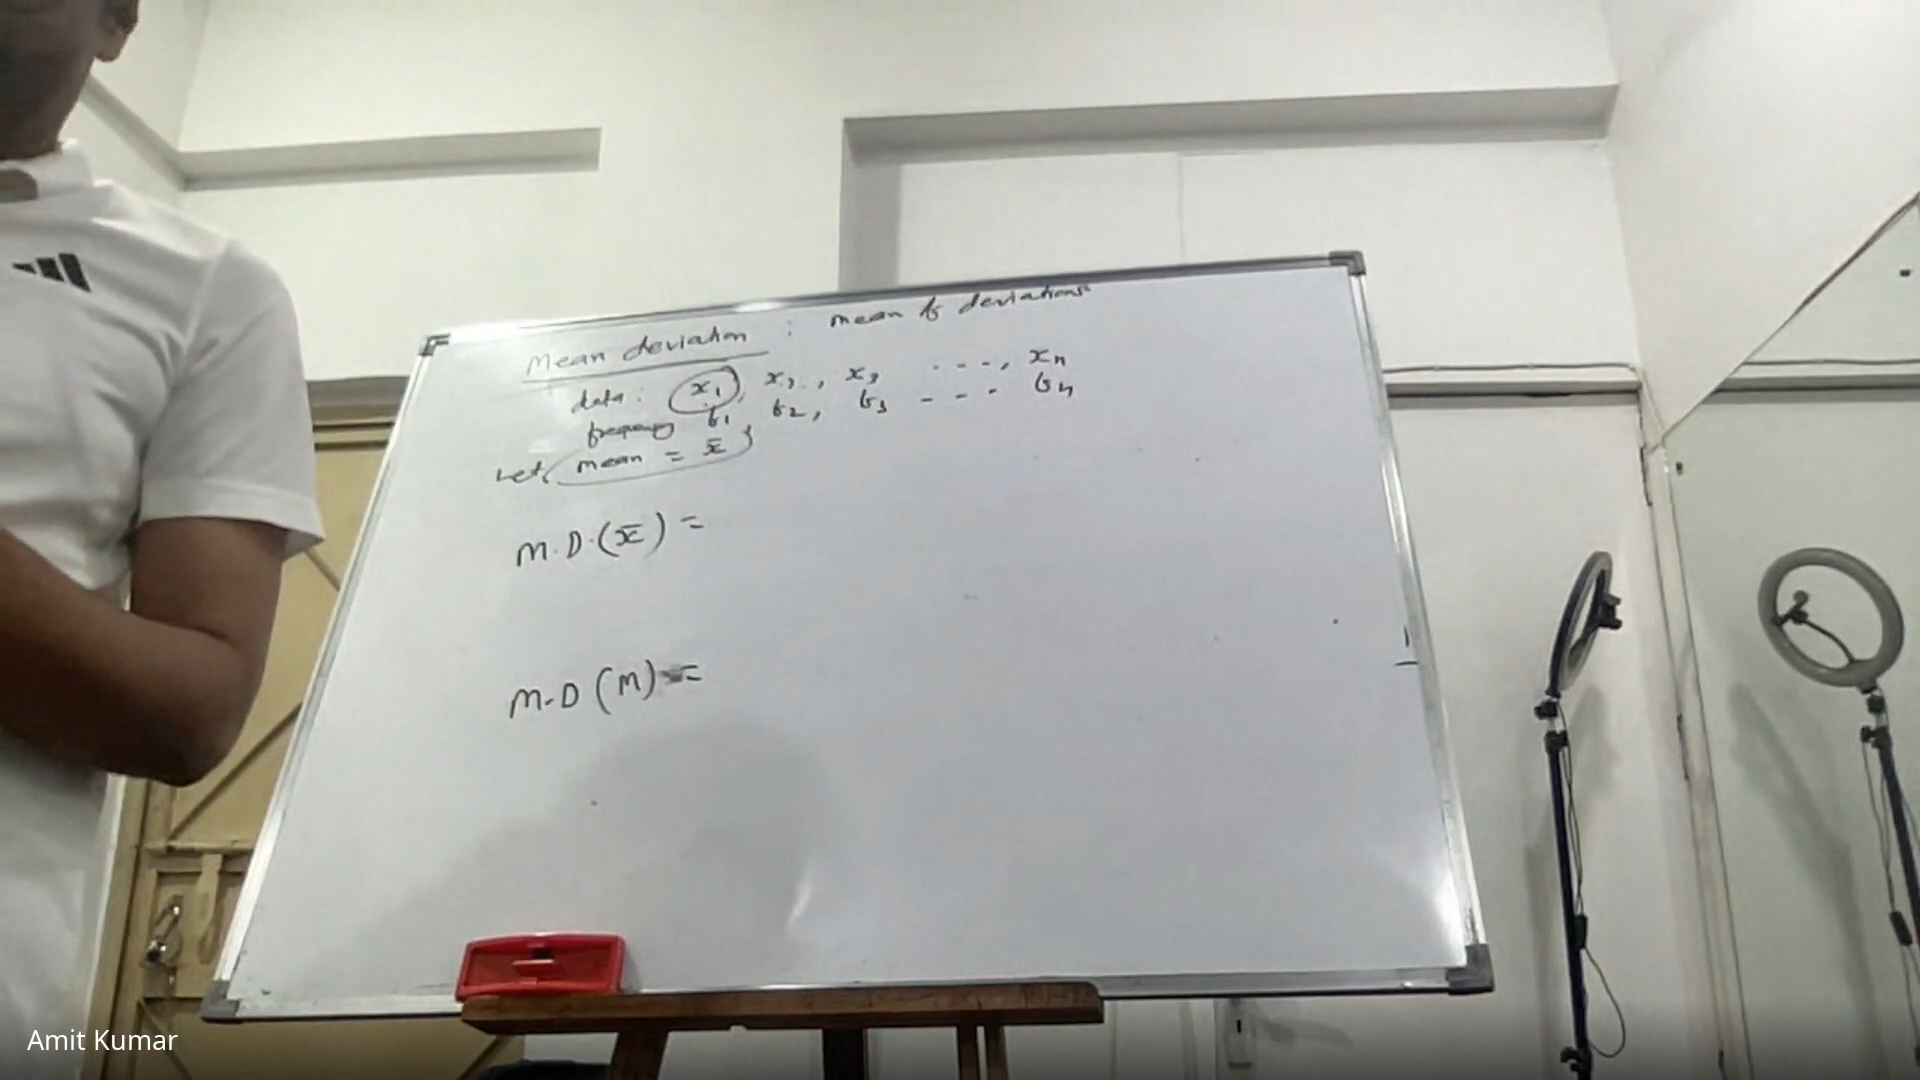 Mean deviation : mean of deviations
data : x₁, x₂, x₃ ...., xₙ
frequency f₁ f₂, f₃ - - - fₙ
Let, mean = x̄
M.D.(x̄) =
M.D (M) =
Amit Kumar